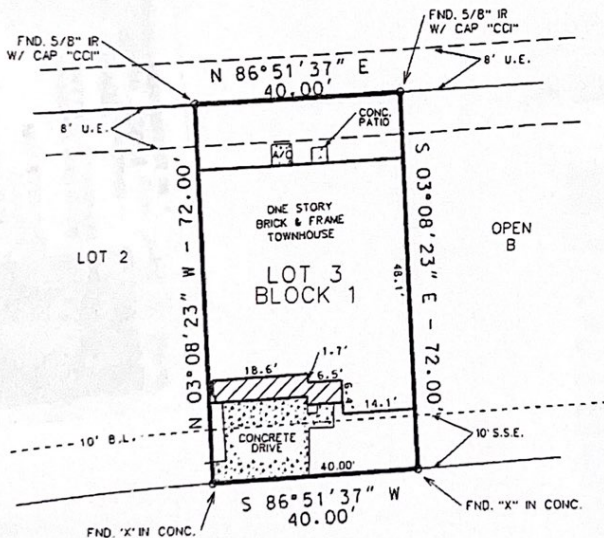 FND. 5/8" IR
W/ CAP "CCI"
FND. 5/8" IR
W/ CAP "CCI"
N 86°51'37" E
40.00'
8' U.E.
8' U.E.
CONC.
PATIO
A/C
ONE STORY
BRICK & FRAME
TOWNHOUSE
LOT 2
LOT 3
BLOCK 1
OPEN
B
N 03°08'23" W - 72.00'
S 03°08'23" E - 72.00'
48.1'
1.7'
18.6'
6.5'
6.4'
14.1'
10' B.L.
10' S.S.E.
CONCRETE
DRIVE
40.00'
S 86°51'37" W
40.00'
FND. "X" IN CONC.
FND. "X" IN CONC.